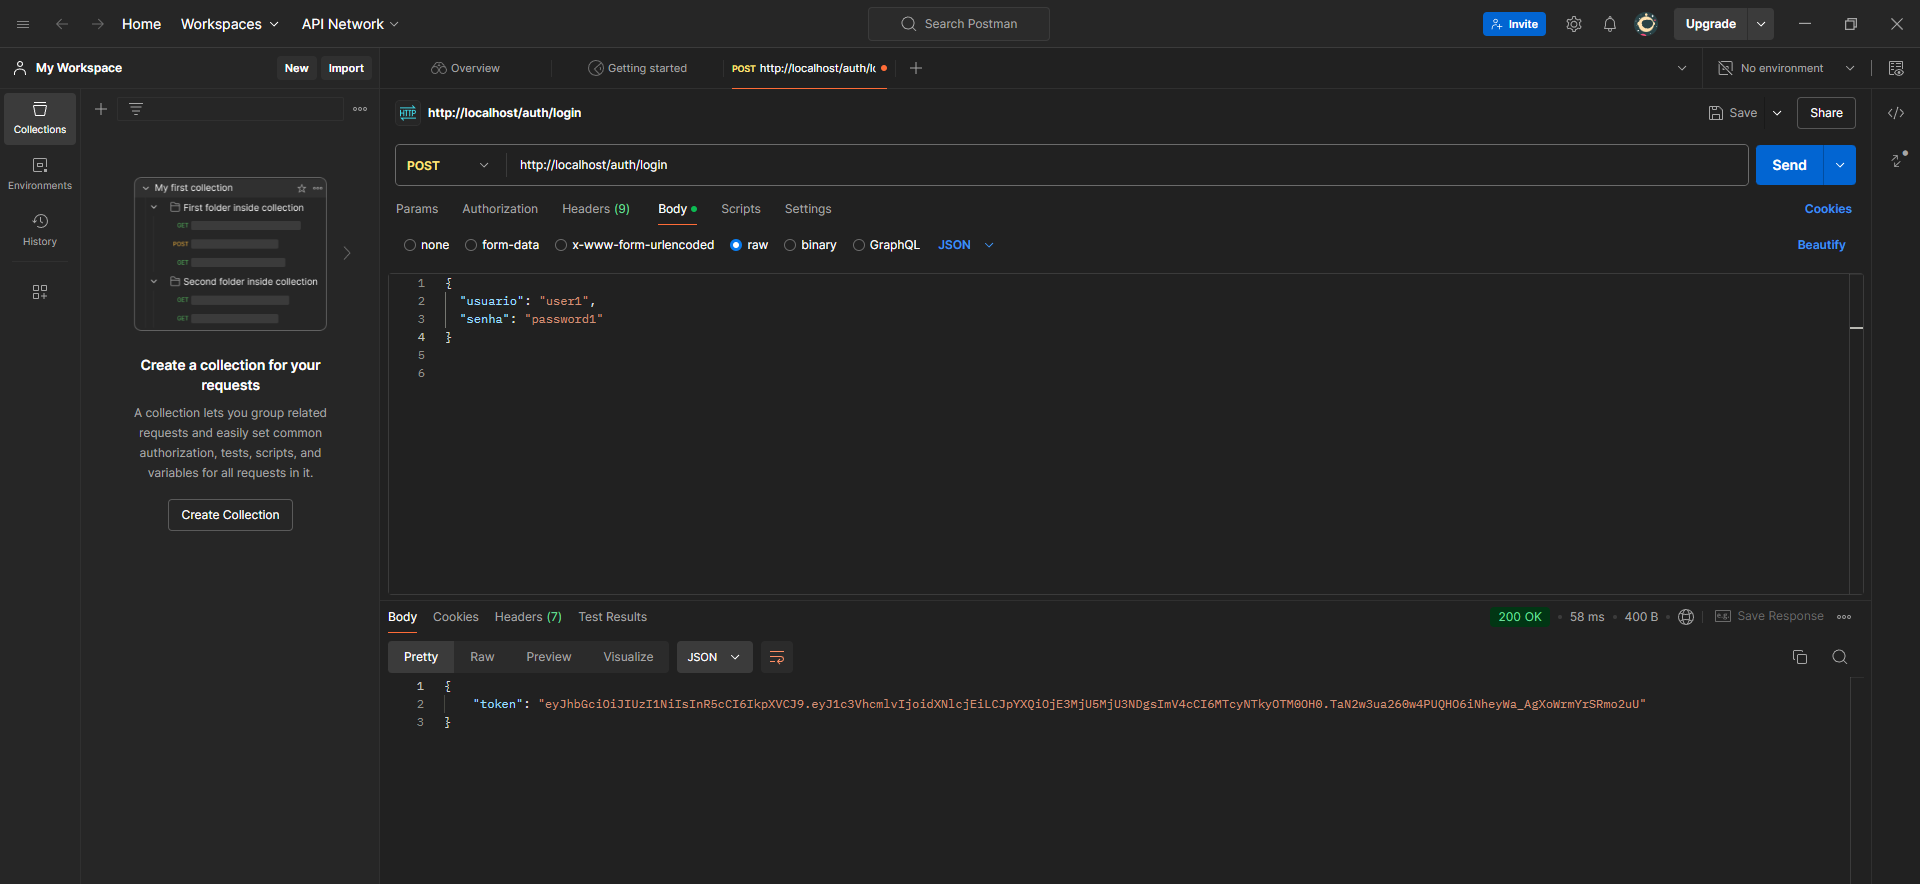 Home Workspaces API Network Search Postman Invite Upgrade
My Workspace New Import Overview Getting started POST http://localhost/auth/l No environment
Collections
Environments
History
My first collection
First folder inside collection
GET
POST
GET
Second folder inside collection
GET
GET
Create a collection for your
requests
A collection lets you group related
requests and easily set common
authorization, tests, scripts, and
variables for all requests in it.
Create Collection
HTTP http://localhost/auth/login Save Share
POST http://localhost/auth/login Send
Params Authorization Headers (9) Body Scripts Settings Cookies
none form-data x-www-form-urlencoded raw binary GraphQL JSON Beautify
1 {
2 "usuario": "user1",
3 "senha": "password1"
4 }
5
6
Body Cookies Headers (7) Test Results 200 OK 58 ms 400 B e.g. Save Response
Pretty Raw Preview Visualize JSON
1 {
2 "token": "eyJhbGciOiJIUzI1NiIsInR5cCI6IkpXVCJ9.eyJ1c3VhcmlvIjoidXNlcjEiLCJpYXQiOjE3MjU5MjU3NDgsImV4cCI6MTcyNTkyOTM0OH0.TaN2w3ua260w4PUQHO6iNheyWa_AgXoWrmYrSRmo2uU"
3 }